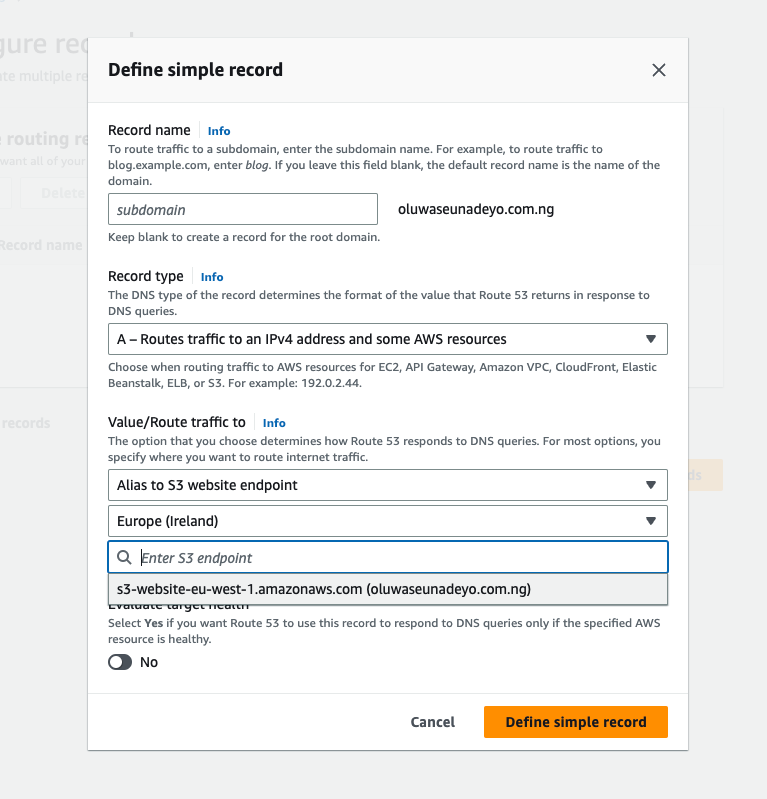 gure rec
Define simple record
ute multiple re
Record name Info
To route traffic to a subdomain, enter the subdomain name. For example, to route traffic to
blog.example.com, enter blog. If you leave this field blank, the default record name is the name of the
domain.
e routing re
want all of your
Delete
subdomain
oluwaseunadeyo.com.ng
Keep blank to create a record for the root domain.
Record name
Record type Info
The DNS type of the record determines the format of the value that Route 53 returns in response to
DNS queries.
A – Routes traffic to an IPv4 address and some AWS resources
Choose when routing traffic to AWS resources for EC2, API Gateway, Amazon VPC, CloudFront, Elastic
Beanstalk, ELB, or S3. For example: 192.0.2.44.
records
Value/Route traffic to Info
The option that you choose determines how Route 53 responds to DNS queries. For most options, you
specify where you want to route internet traffic.
ds
Alias to S3 website endpoint
Europe (Ireland)
Enter S3 endpoint
s3-website-eu-west-1.amazonaws.com (oluwaseunadeyo.com.ng)
Evaluate target health
Select Yes if you want Route 53 to use this record to respond to DNS queries only if the specified AWS
resource is healthy.
No
Cancel
Define simple record